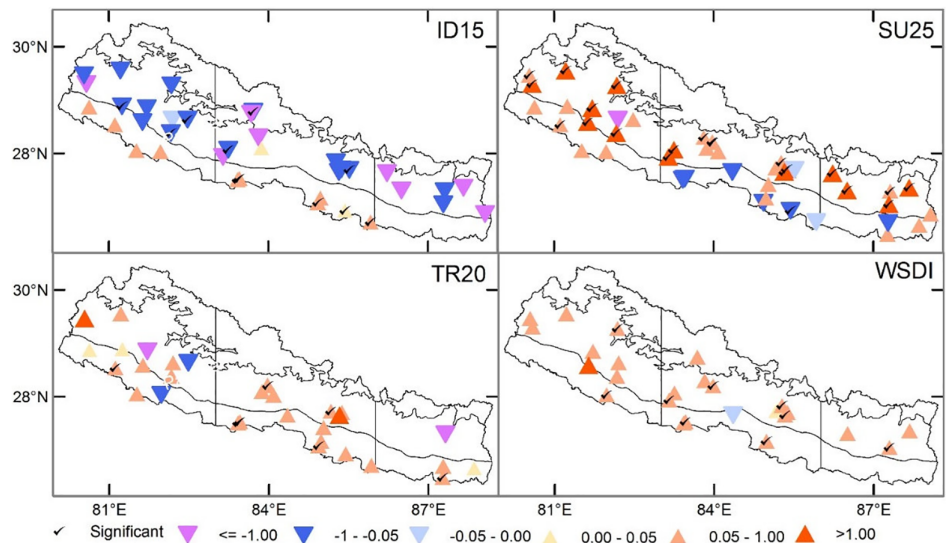 ID15
SU25
30°N
28°N
TR20
WSDI
30°N
28°N
81°E 84°E 87°E 81°E 84°E 87°E
Significant <= -1.00 -1 - -0.05 -0.05 - 0.00 0.00 - 0.05 0.05 - 1.00 >1.00